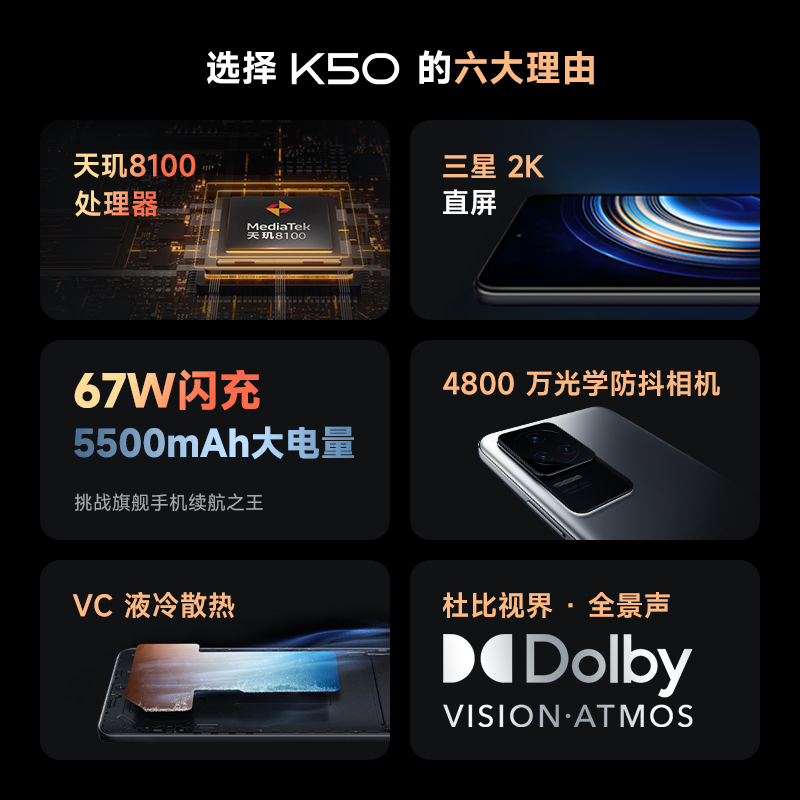 选择 K50 的六大理由
天玑8100
处理器
MediaTek
天玑8100
三星 2K
直屏
67W闪充
5500mAh大电量
挑战旗舰手机续航之王
4800 万光学防抖相机
VC 液冷散热
杜比视界 · 全景声
Dolby
VISION·ATMOS